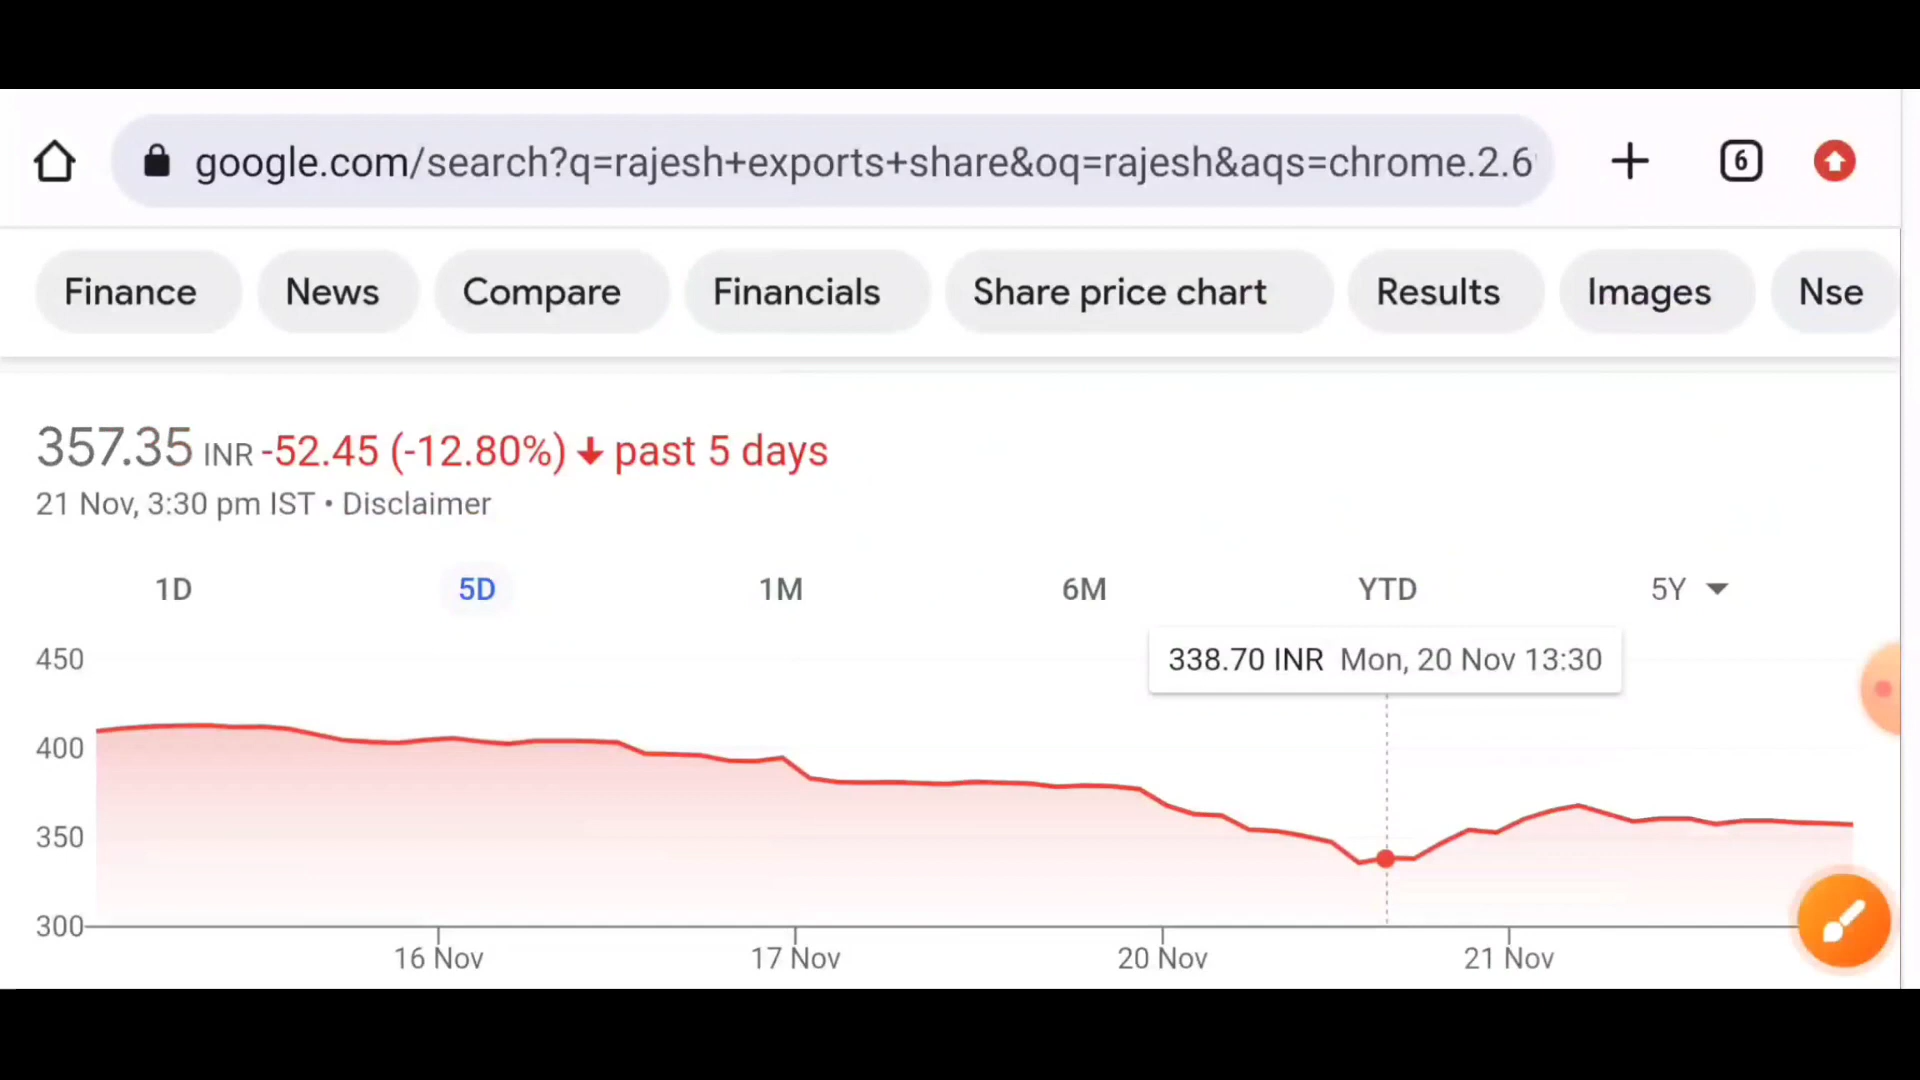 google.com/search?q=rajesh+exports+share&oq=rajesh&aqs=chrome.2.6
6
Finance News Compare Financials Share price chart Results Images Nse
357.35 INR -52.45 (-12.80%) ↓ past 5 days
21 Nov, 3:30 pm IST • Disclaimer
1D 5D 1M 6M YTD 5Y
338.70 INR Mon, 20 Nov 13:30
450
400
350
300
16 Nov 17 Nov 20 Nov 21 Nov